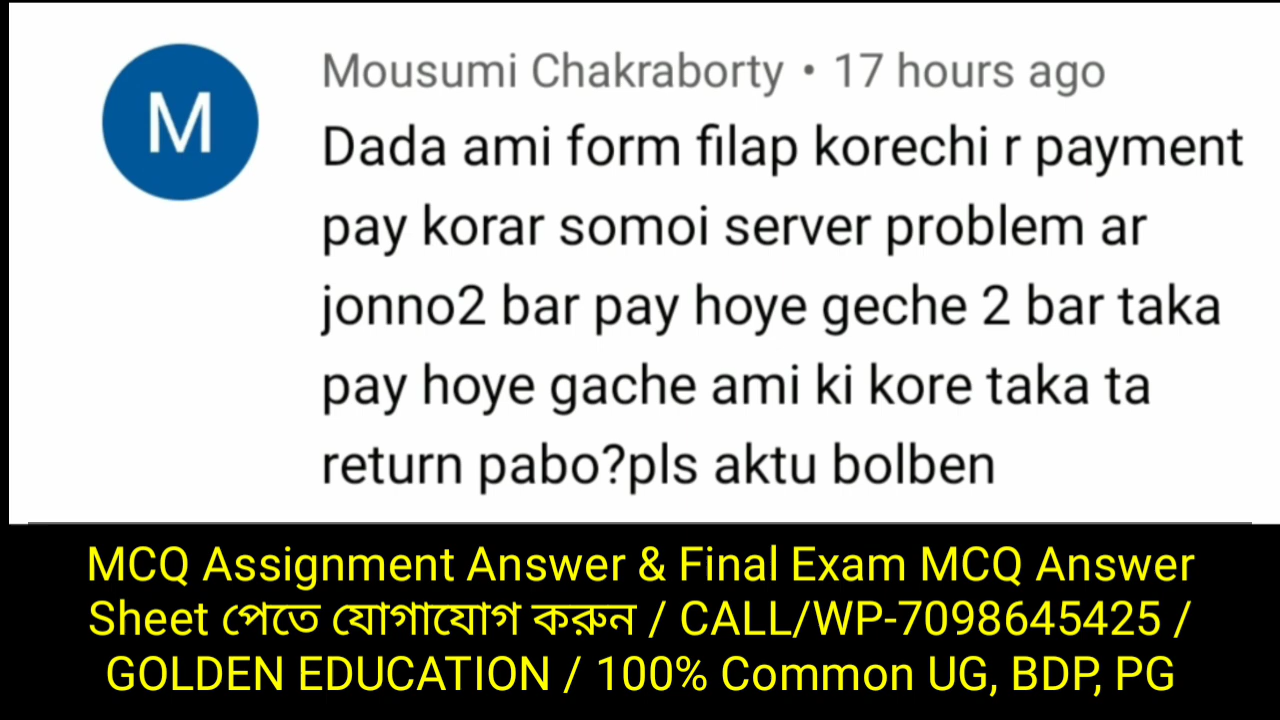 M
Mousumi Chakraborty • 17 hours ago
Dada ami form filap korechi r payment
pay korar somoi server problem ar
jonno2 bar pay hoye geche 2 bar taka
pay hoye gache ami ki kore taka ta
return pabo?pls aktu bolben
MCQ Assignment Answer & Final Exam MCQ Answer
Sheet পেতে যোগাযোগ করুন / CALL/WP-7098645425 /
GOLDEN EDUCATION / 100% Common UG, BDP, PG